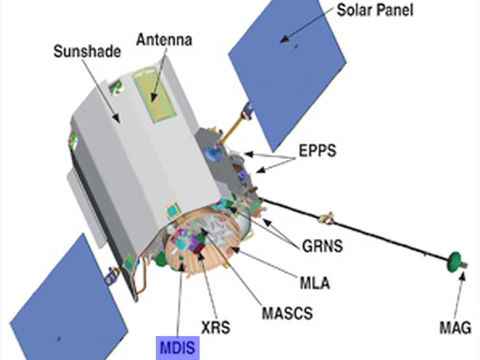 Solar Panel
Antenna
Sunshade
EPPS
GRNS
MLA
MASCS
MAG
XRS
MDIS